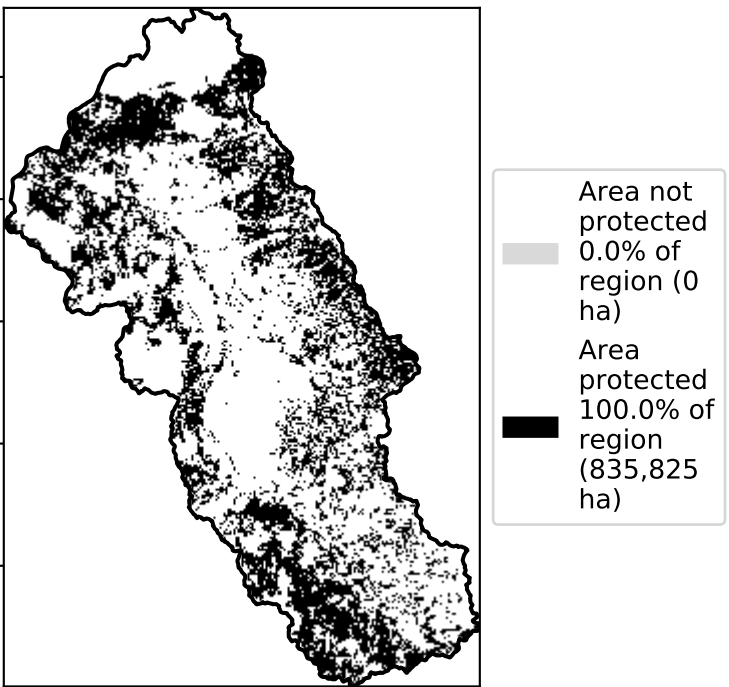 Area not
protected
0.0% of
region (0
ha)
Area
protected
100.0% of
region
(835,825
ha)